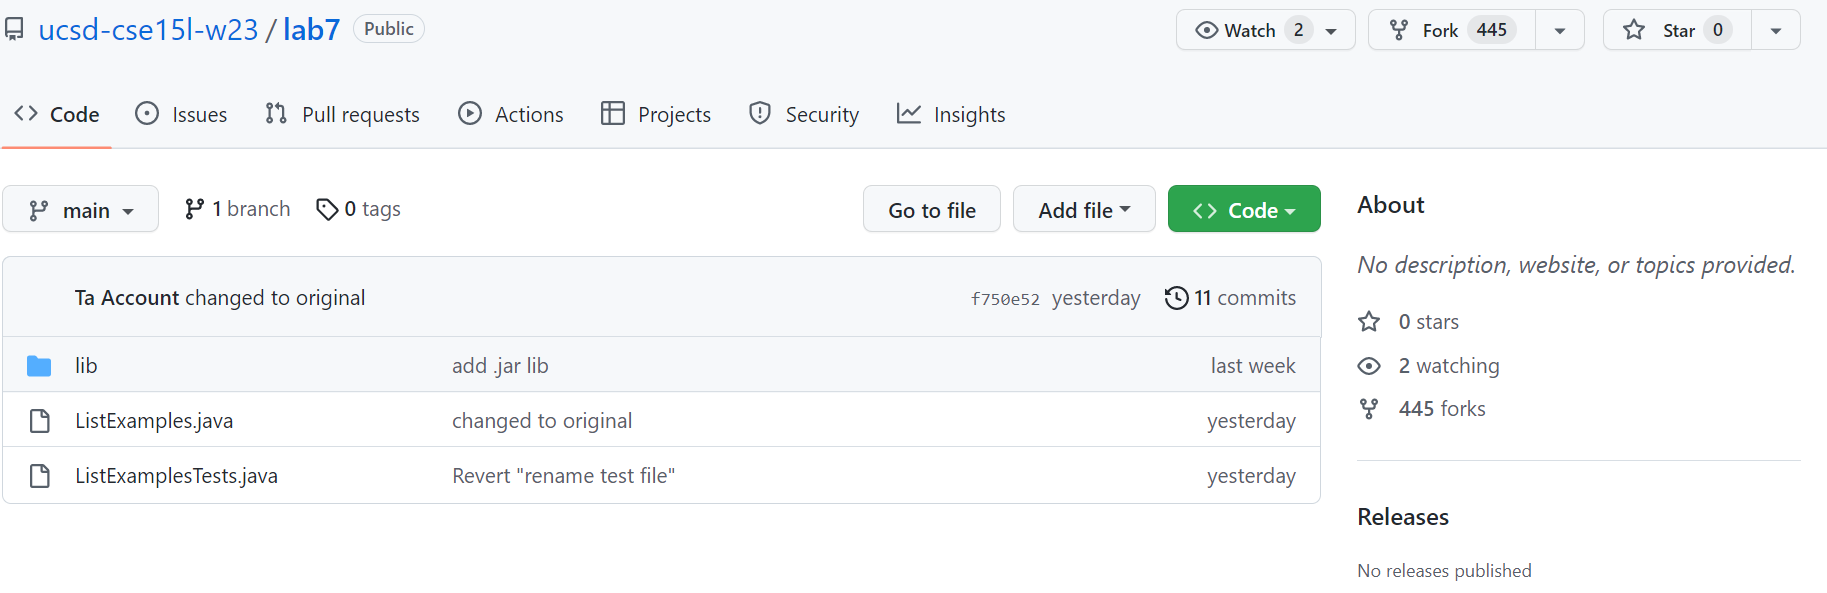 ucsd-cse15l-w23 / lab7 Public Watch 2 Fork 445 Star 0
Code Issues Pull requests Actions Projects Security Insights
main 1 branch 0 tags Go to file Add file Code
Ta Account changed to original f750e52 yesterday 11 commits
lib add .jar lib last week
ListExamples.java changed to original yesterday
ListExamplesTests.java Revert "rename test file" yesterday
About
No description, website, or topics provided.
0 stars
2 watching
445 forks
Releases
No releases published